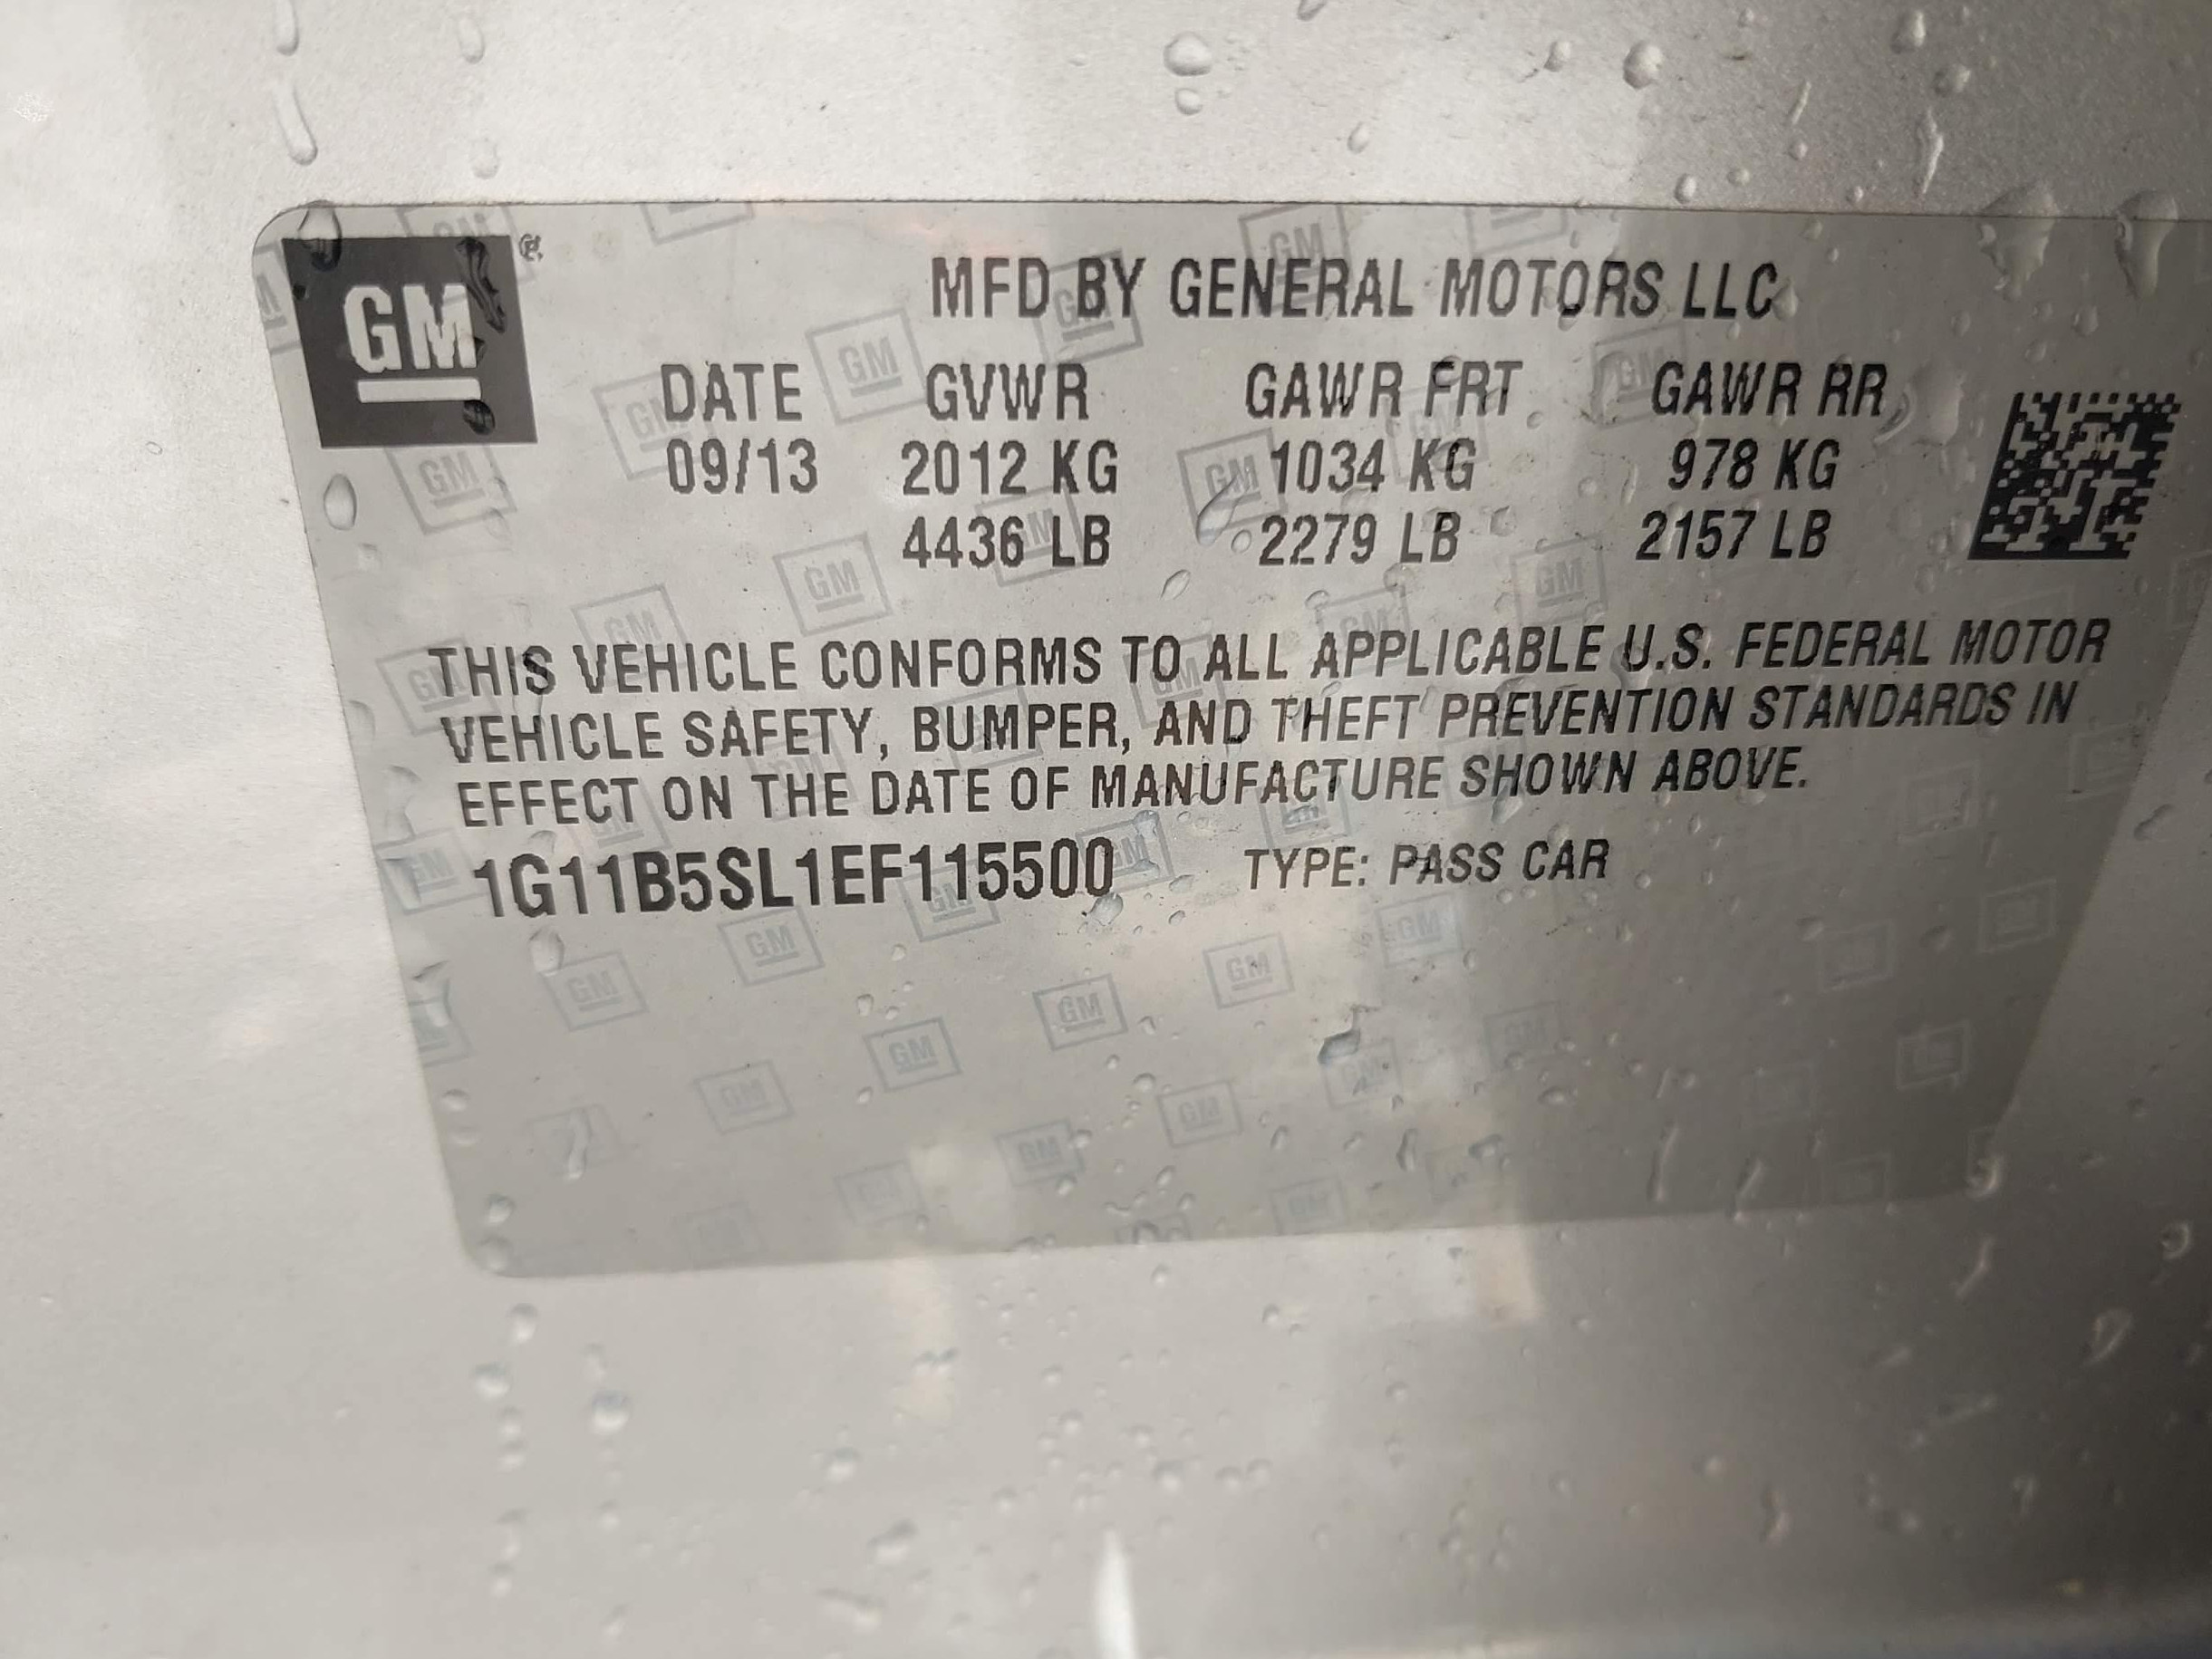 GM
MFD BY GENERAL MOTORS LLC
DATE GVWR GAWR FRT GAWR RR
09/13 2012 KG 1034 KG 978 KG
4436 LB 2279 LB 2157 LB
THIS VEHICLE CONFORMS TO ALL APPLICABLE U.S. FEDERAL MOTOR
VEHICLE SAFETY, BUMPER, AND THEFT PREVENTION STANDARDS IN
EFFECT ON THE DATE OF MANUFACTURE SHOWN ABOVE.
1G11B5SL1EF115500 TYPE: PASS CAR